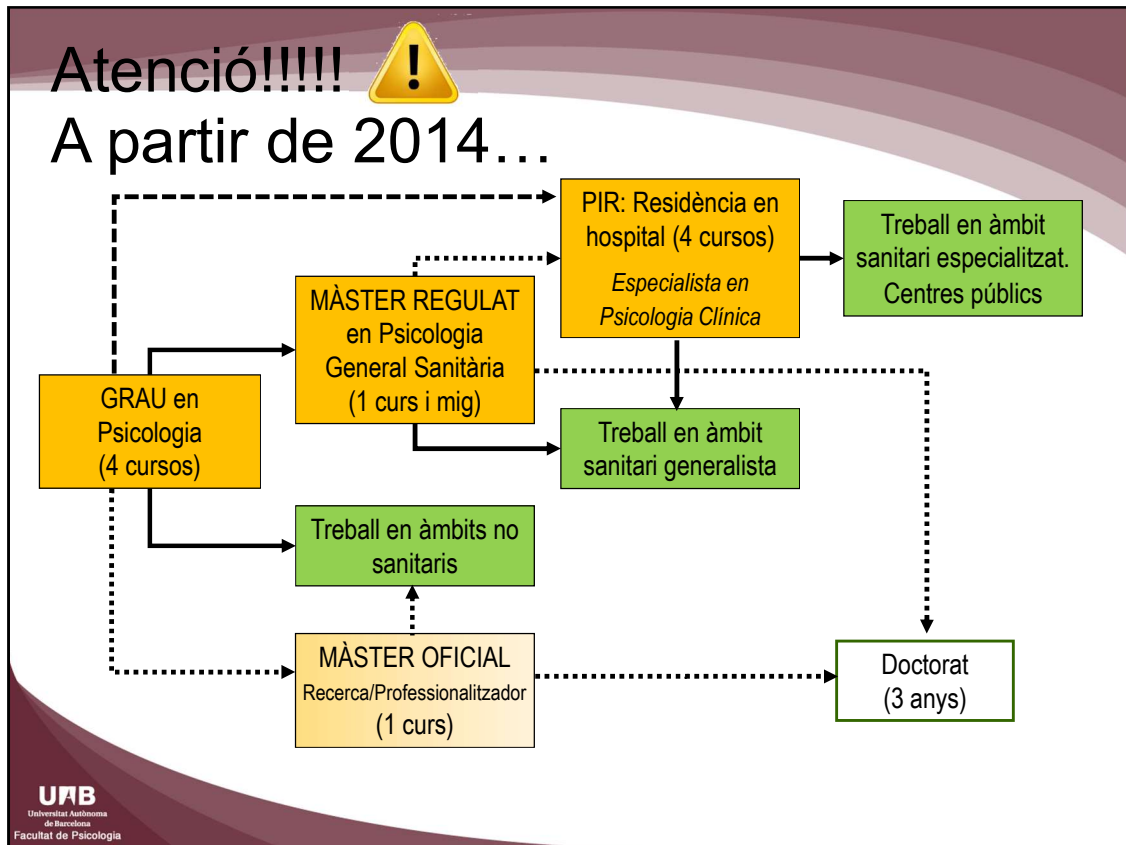 Atenció!!!!!
!
A partir de 2014…
PIR: Residència en
hospital (4 cursos)
Especialista en
Psicologia Clínica
Treball en àmbit
sanitari especialitzat.
Centres públics
MÀSTER REGULAT
en Psicologia
General Sanitària
(1 curs i mig)
GRAU en
Psicologia
(4 cursos)
Treball en àmbit
sanitari generalista
Treball en àmbits no
sanitaris
MÀSTER OFICIAL
Recerca/Professionalitzador
(1 curs)
Doctorat
(3 anys)
UAB
Universitat Autònoma
de Barcelona
Facultat de Psicologia